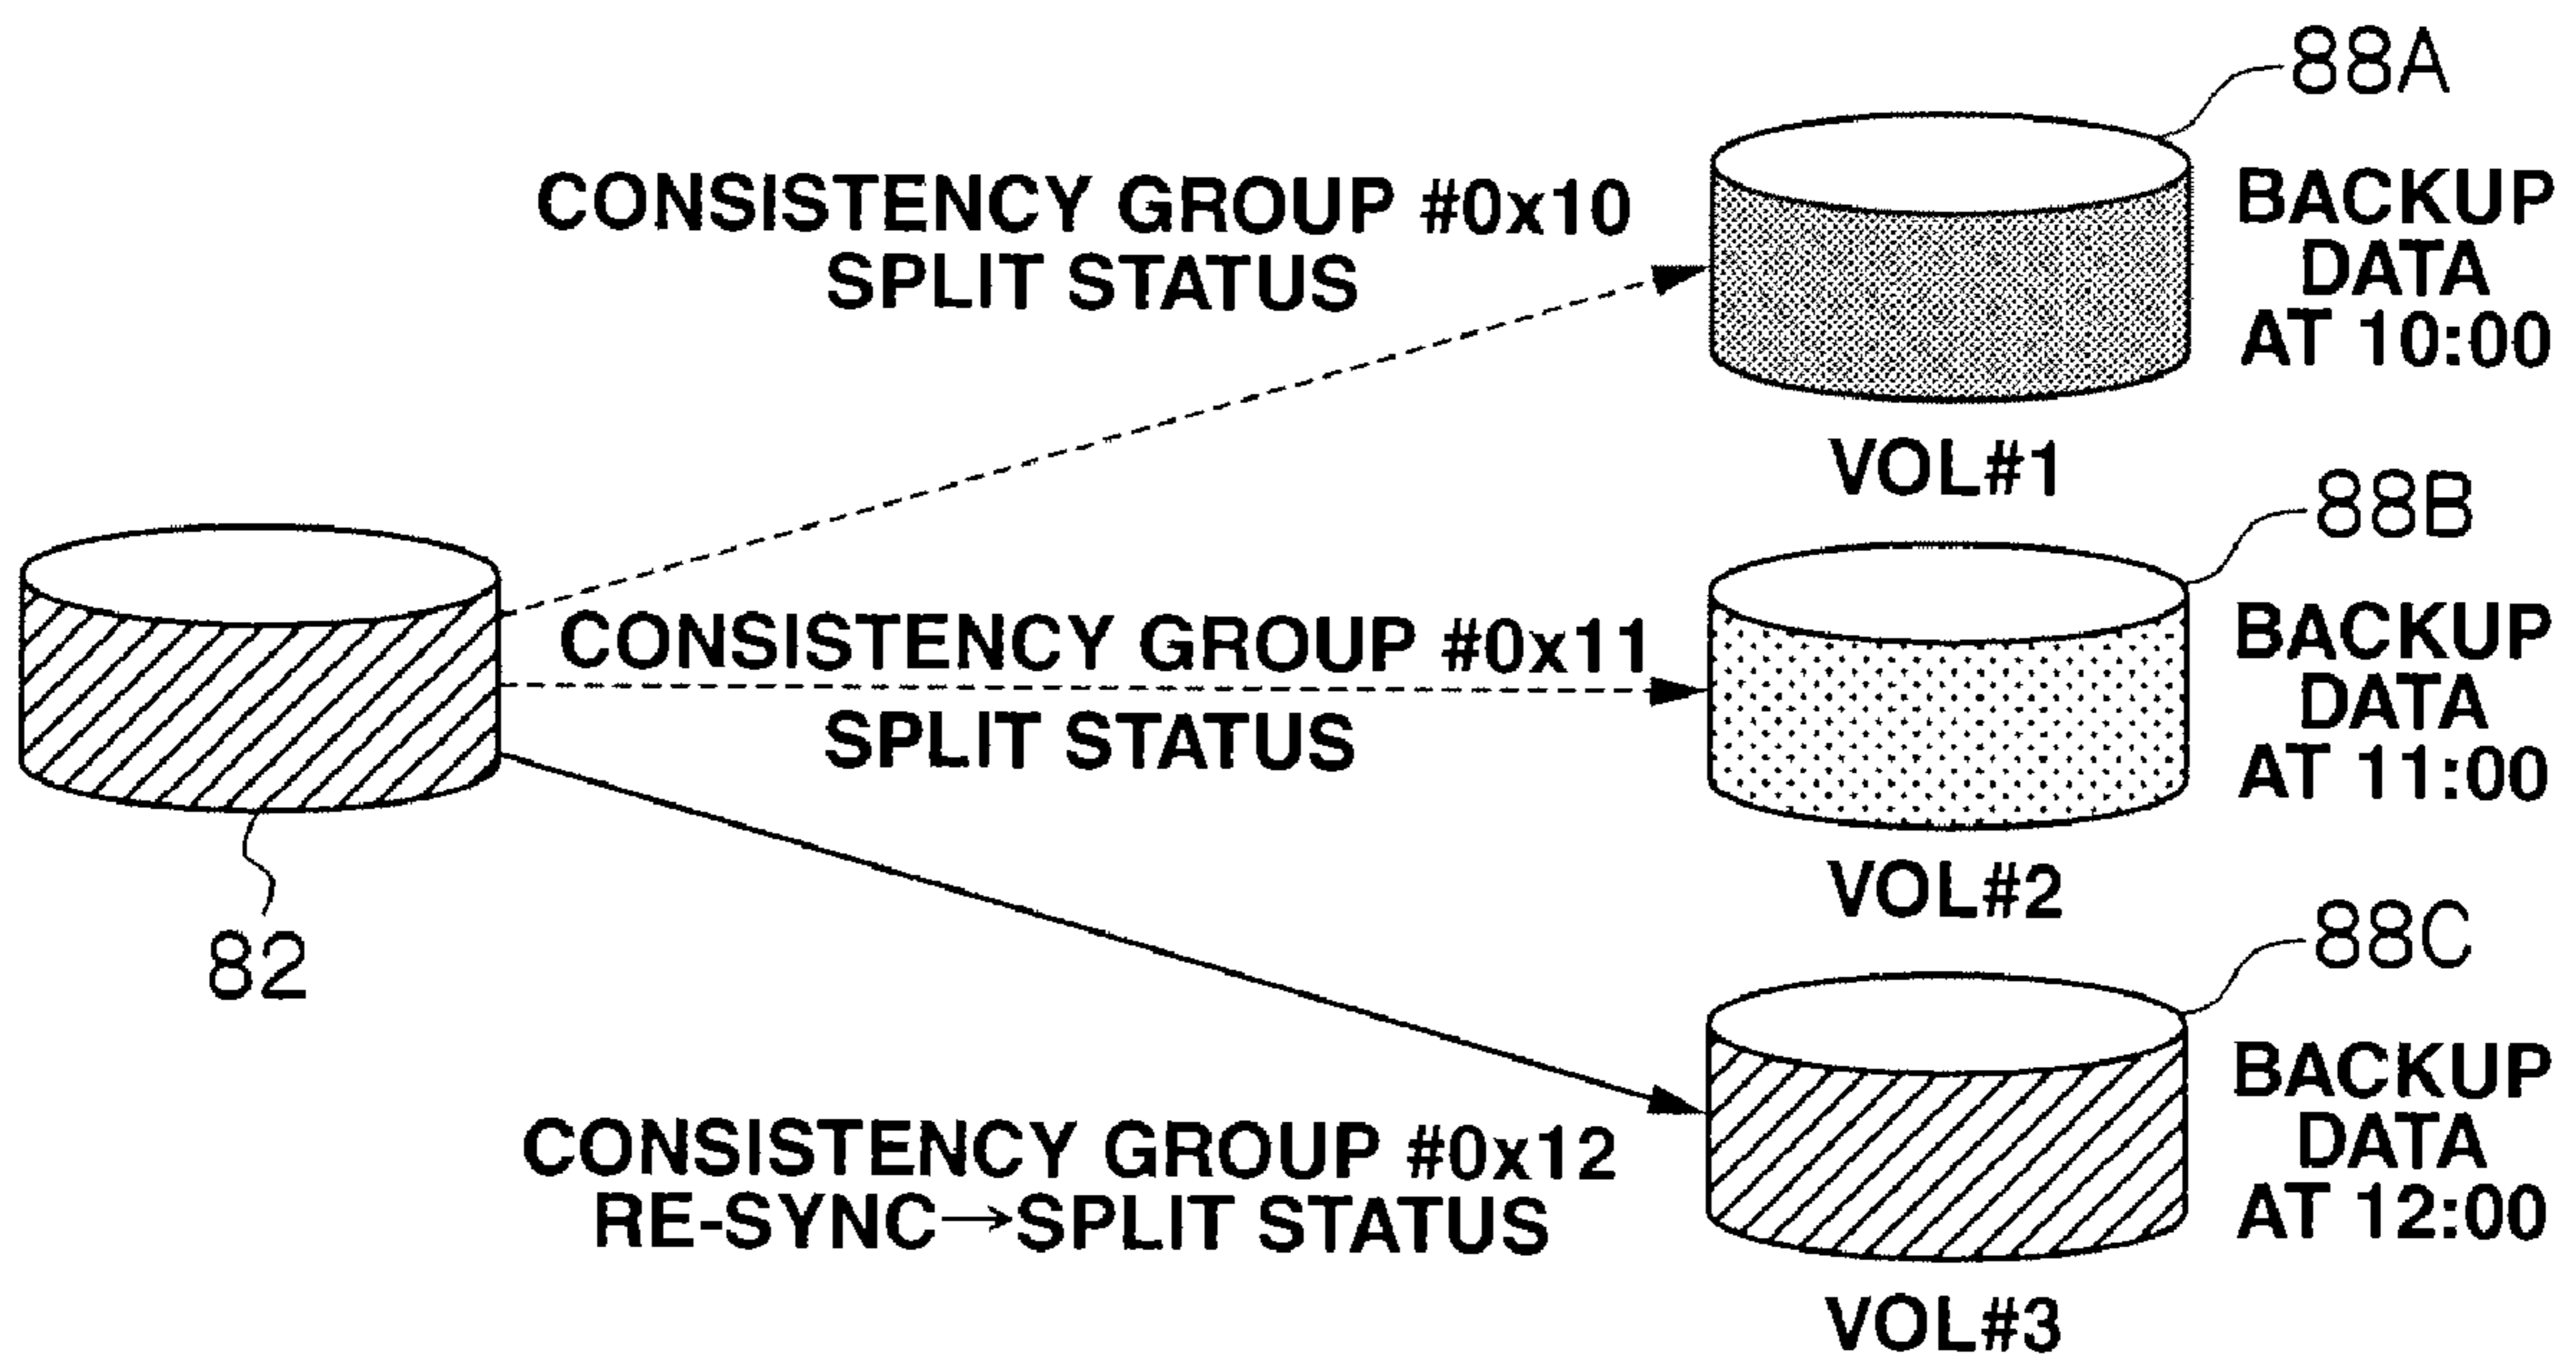 88A
CONSISTENCY GROUP #0x10
SPLIT STATUS
BACKUP
DATA
AT 10:00
VOL#1
88B
CONSISTENCY GROUP #0x11
SPLIT STATUS
BACKUP
DATA
AT 11:00
VOL#2
82
88C
CONSISTENCY GROUP #0x12
RE-SYNC→SPLIT STATUS
BACKUP
DATA
AT 12:00
VOL#3